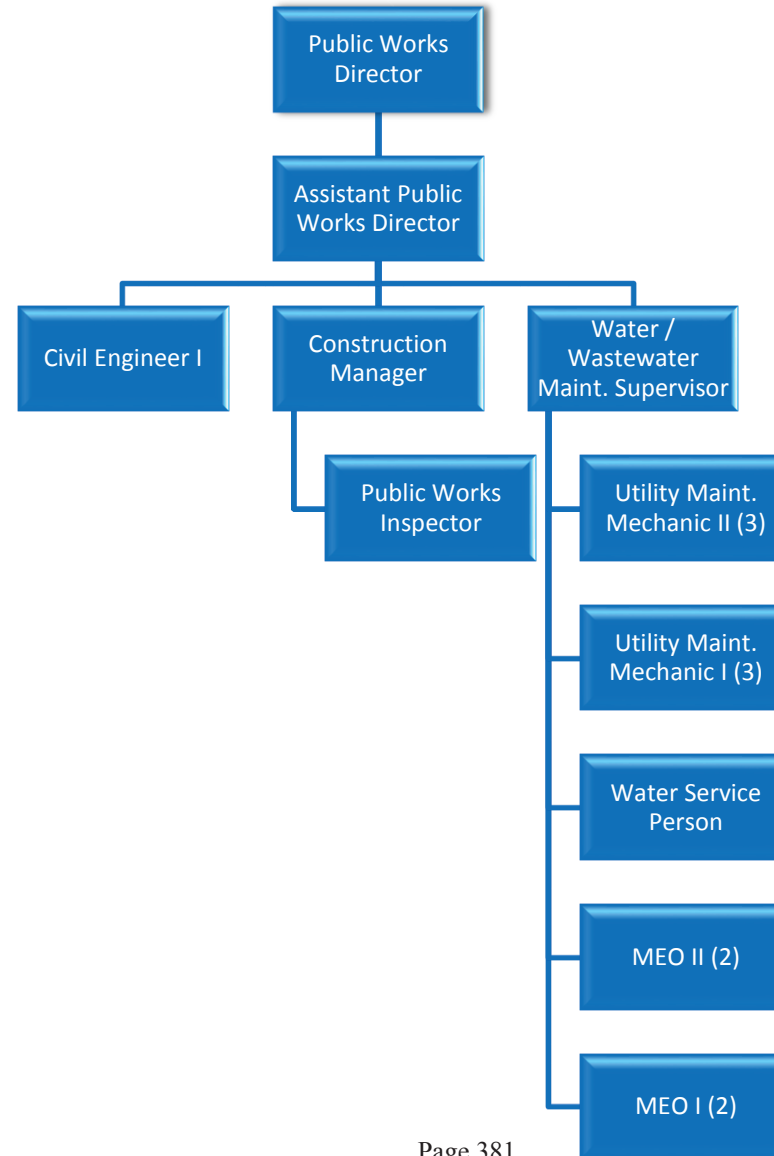 Public Works
Director
Assistant Public
Works Director
Civil Engineer I
Construction
Manager
Water /
Wastewater
Maint. Supervisor
Public Works
Inspector
Utility Maint.
Mechanic II (3)
Utility Maint.
Mechanic I (3)
Water Service
Person
MEO II (2)
MEO I (2)
Page 381